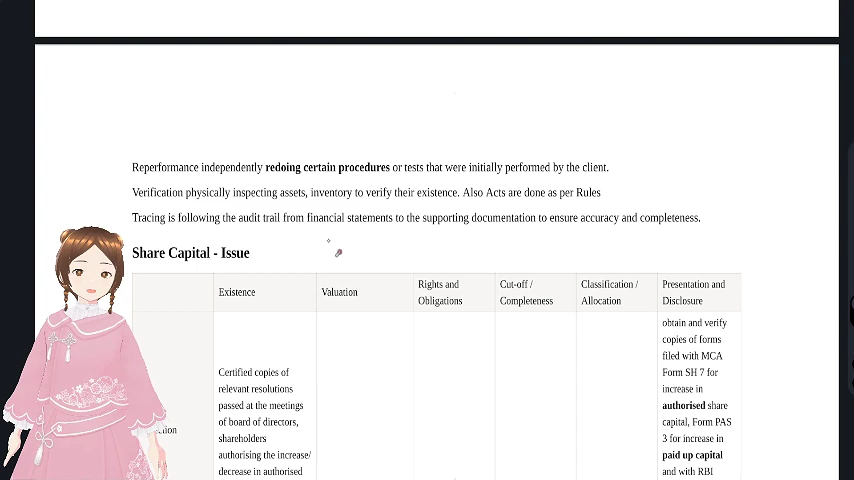 Reperformance independently redoing certain procedures or tests that were initially performed by the client.
Verification physically inspecting assets, inventory to verify their existence. Also Acts are done as per Rules
Tracing is following the audit trail from financial statements to the supporting documentation to ensure accuracy and completeness.
Share Capital - Issue
Existence
Valuation
Rights and
Obligations
Cut-off /
Completeness
Classification /
Allocation
Presentation and
Disclosure
Certified copies of
relevant resolutions
passed at the meetings
of board of directors,
shareholders
authorising the increase/
decrease in authorised
obtain and verify
copies of forms
filed with MCA
Form SH 7 for
increase in
authorised share
capital, Form PAS
3 for increase in
paid up capital
and with RBI